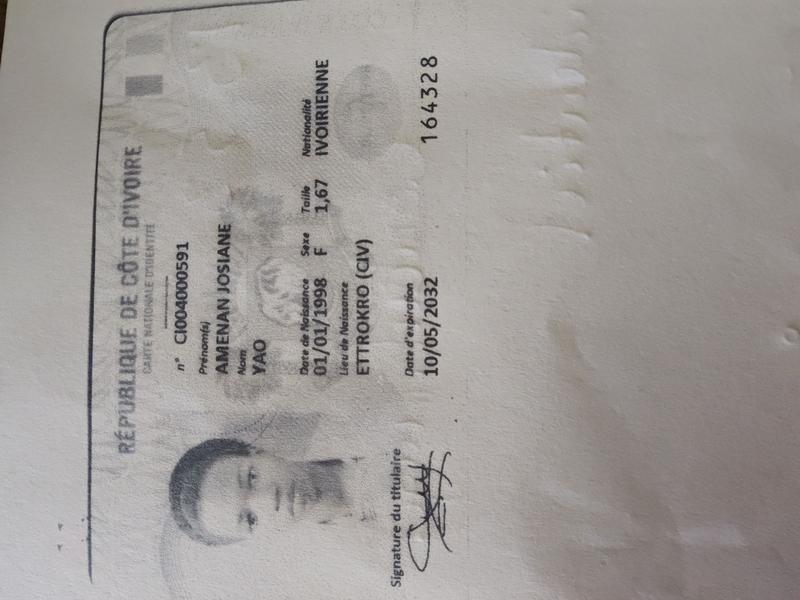 RÉPUBLIQUE DE CÔTE D'IVOIRE
CARTE NATIONALE D'IDENTITÉ
n° CI004000591
Prénom(s)
AMENAN JOSIANE
Nom
YAO
Date de Naissance Sexe Taille Nationalité
01/01/1998 F 1,67 IVOIRIENNE
Lieu de Naissance
ETTROKRO (CIV)
Date d'expiration
10/05/2032 164328
Signature du titulaire